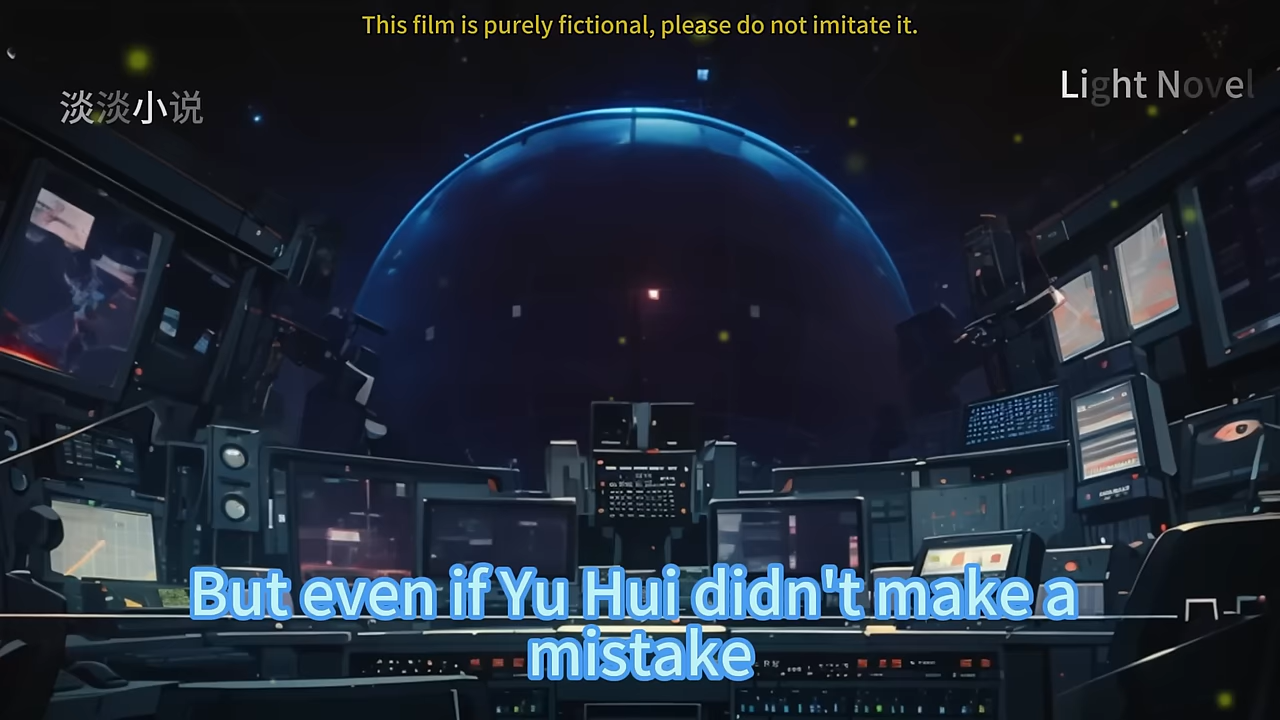 This film is purely fictional, please do not imitate it.
淡淡小说
Light Novel
But even if Yu Hui didn't make a
mistake